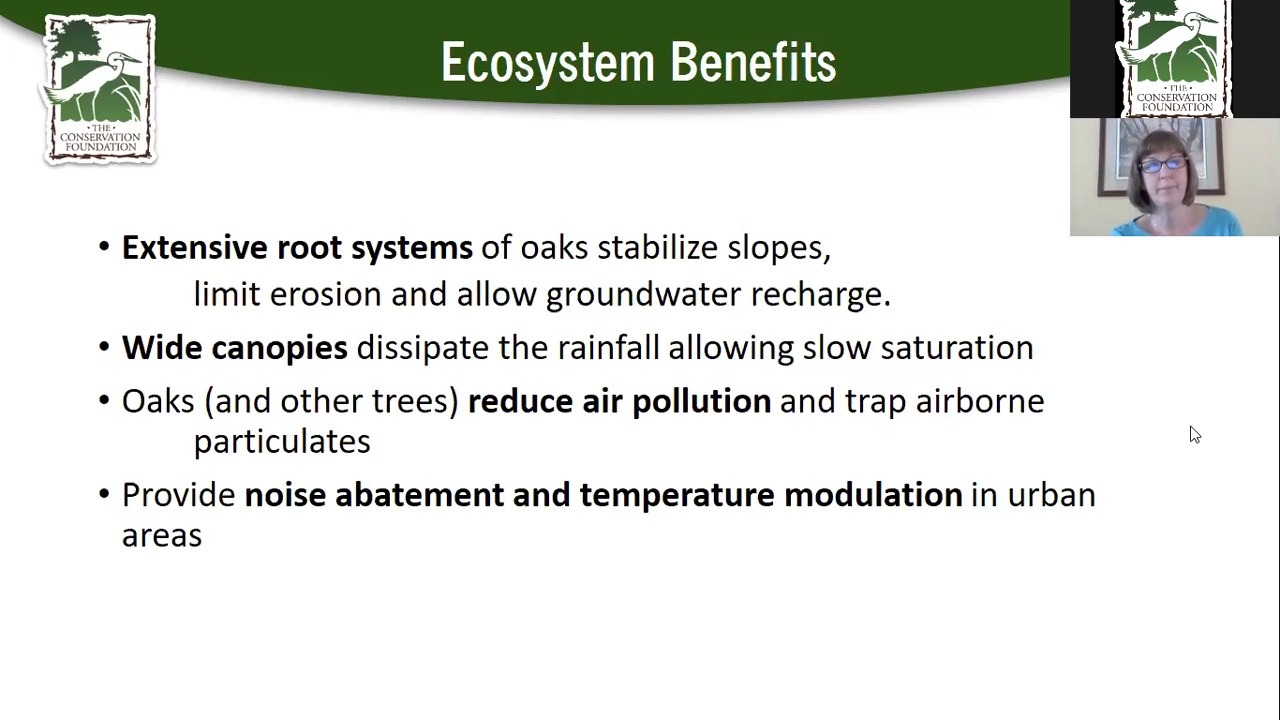 Ecosystem Benefits
• THE •
CONSERVATION
FOUNDATION
THE
CONSERVATION
FOUNDATION
• Extensive root systems of oaks stabilize slopes,
limit erosion and allow groundwater recharge.
• Wide canopies dissipate the rainfall allowing slow saturation
• Oaks (and other trees) reduce air pollution and trap airborne
particulates
• Provide noise abatement and temperature modulation in urban
areas